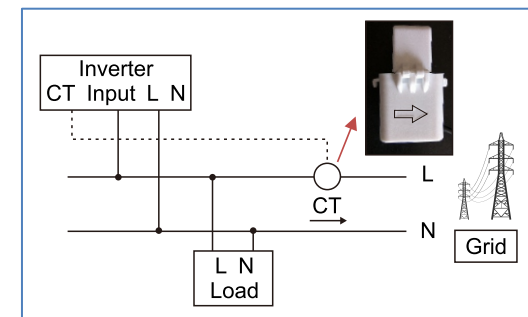 Inverter
CT Input L N
L
CT
N
Grid
L N
Load